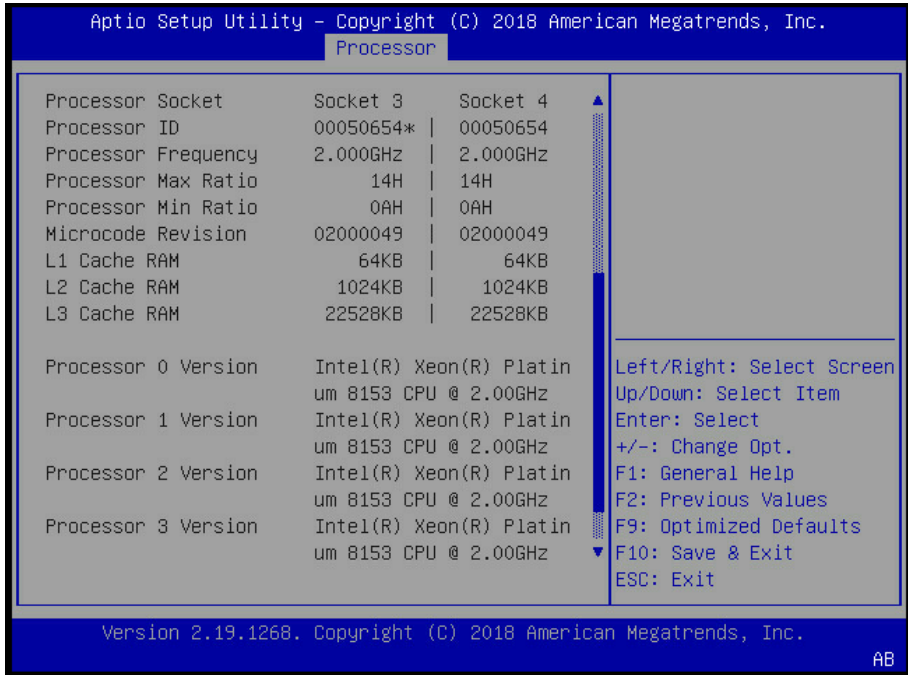 Aptio Setup Utility – Copyright (C) 2018 American Megatrends, Inc.
Processor
Processor Socket Socket 3 Socket 4
Processor ID 00050654* | 00050654
Processor Frequency 2.000GHz | 2.000GHz
Processor Max Ratio 14H | 14H
Processor Min Ratio 0AH | 0AH
Microcode Revision 02000049 | 02000049
L1 Cache RAM 64KB | 64KB
L2 Cache RAM 1024KB | 1024KB
L3 Cache RAM 22528KB | 22528KB
Processor 0 Version Intel(R) Xeon(R) Platin
um 8153 CPU @ 2.00GHz
Processor 1 Version Intel(R) Xeon(R) Platin
um 8153 CPU @ 2.00GHz
Processor 2 Version Intel(R) Xeon(R) Platin
um 8153 CPU @ 2.00GHz
Processor 3 Version Intel(R) Xeon(R) Platin
um 8153 CPU @ 2.00GHz
Left/Right: Select Screen
Up/Down: Select Item
Enter: Select
+/-: Change Opt.
F1: General Help
F2: Previous Values
F9: Optimized Defaults
F10: Save & Exit
ESC: Exit
Version 2.19.1268. Copyright (C) 2018 American Megatrends, Inc.
AB